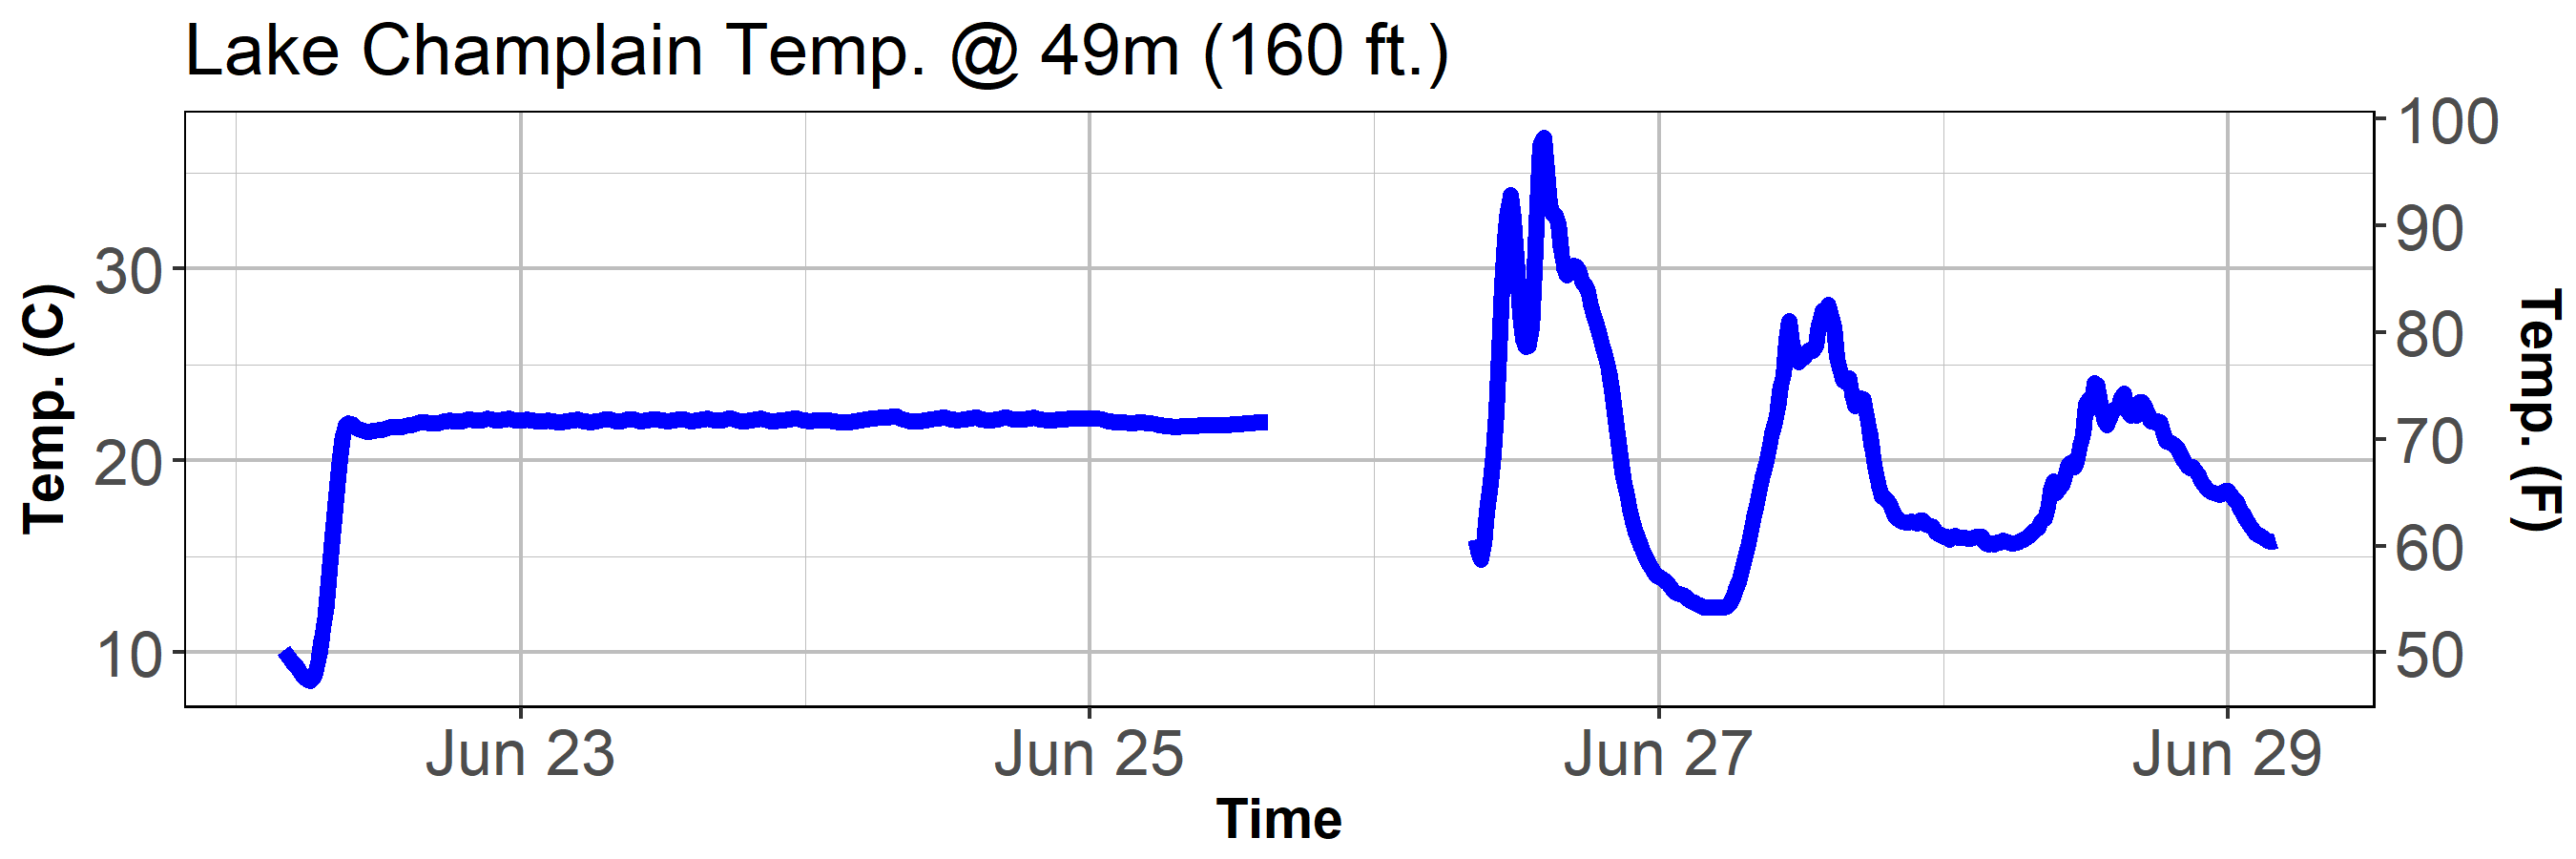 Lake Champlain Temp. @ 49m (160 ft.)
Temp. (C)
30
20
10
100
90
80
70
60
50
Temp. (F)
Jun 23 Jun 25 Jun 27 Jun 29
Time